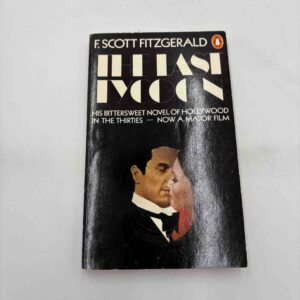 F. SCOTT FITZGERALD
THE LAST
TYCOON
HIS BITTERSWEET NOVEL OF HOLLYWOOD
IN THE THIRTIES — NOW A MAJOR FILM